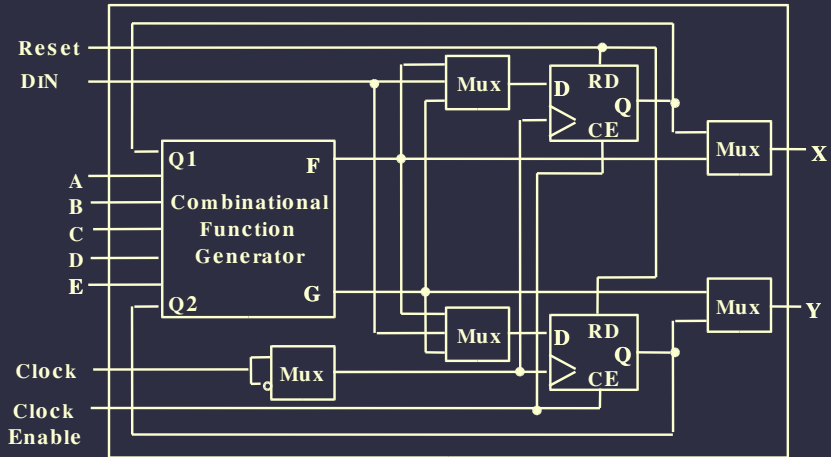 Reset
DIN
Mux
D
RD
Q
CE
Mux
X
Q1
F
A
B
C
D
E
Combinational
Function
Generator
Q2
G
Mux
D
RD
Q
CE
Mux
Y
Clock
Mux
Clock
Enable